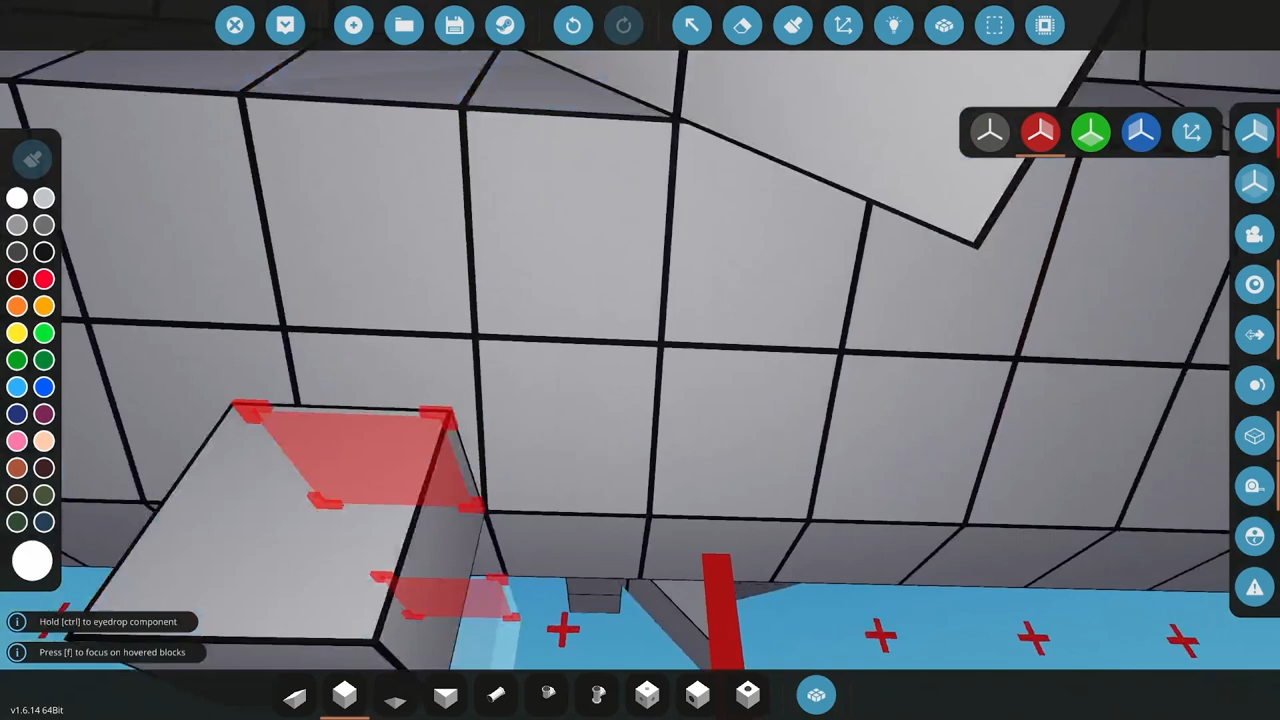 Hold [ctrl] to eyedrop component
Press [f] to focus on hovered blocks
v1.6.14 64Bit